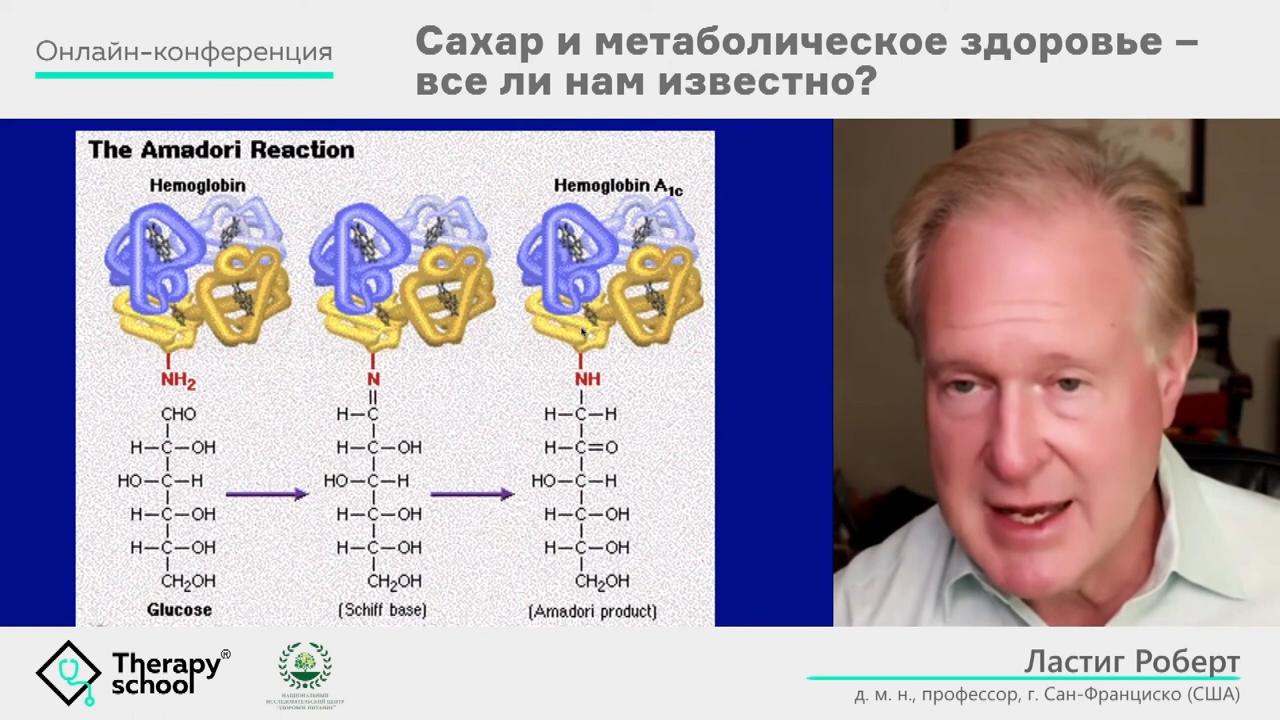 Онлайн-конференция
Сахар и метаболическое здоровье –
все ли нам известно?
The Amadori Reaction
Hemoglobin
Hemoglobin A1c
NH2
N
NH
CHO
H–C
H–C–H
H–C–OH
H–C–OH
H–C=O
HO–C–H
HO–C–H
HO–C–H
H–C–OH
H–C–OH
H–C–OH
H–C–OH
H–C–OH
H–C–OH
CH2OH
CH2OH
CH2OH
Glucose
(Schiff base)
(Amadori product)
Therapy®
school
НАЦИОНАЛЬНЫЙ
ИССЛЕДОВАТЕЛЬСКИЙ ЦЕНТР
"ЗДОРОВОЕ ПИТАНИЕ"
Ластиг Роберт
д. м. н., профессор, г. Сан-Франциско (США)